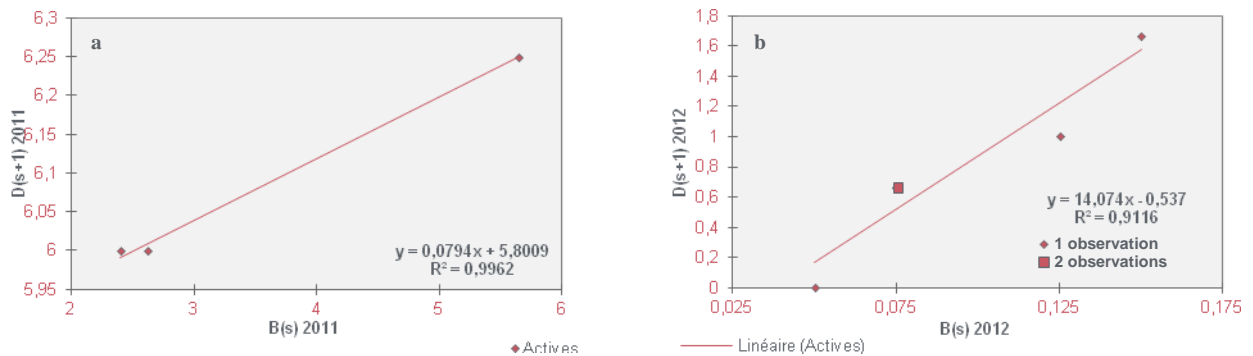 6,3
a
6,25
6,2
6,15
6,1
6,05
6
5,95
D(s+1) 2011
y = 0,0794x + 5,8009
R² = 0,9962
2 3 4 5 6
B(s) 2011
b
1,8
1,6
1,4
1,2
1
0,8
0,6
0,4
0,2
0
D(s+1) 2012
y = 14,074x - 0,537
R² = 0,9116
1 observation
2 observations
0,025 0,075 0,125 0,175
B(s) 2012
Actives
Linéaire (Actives)